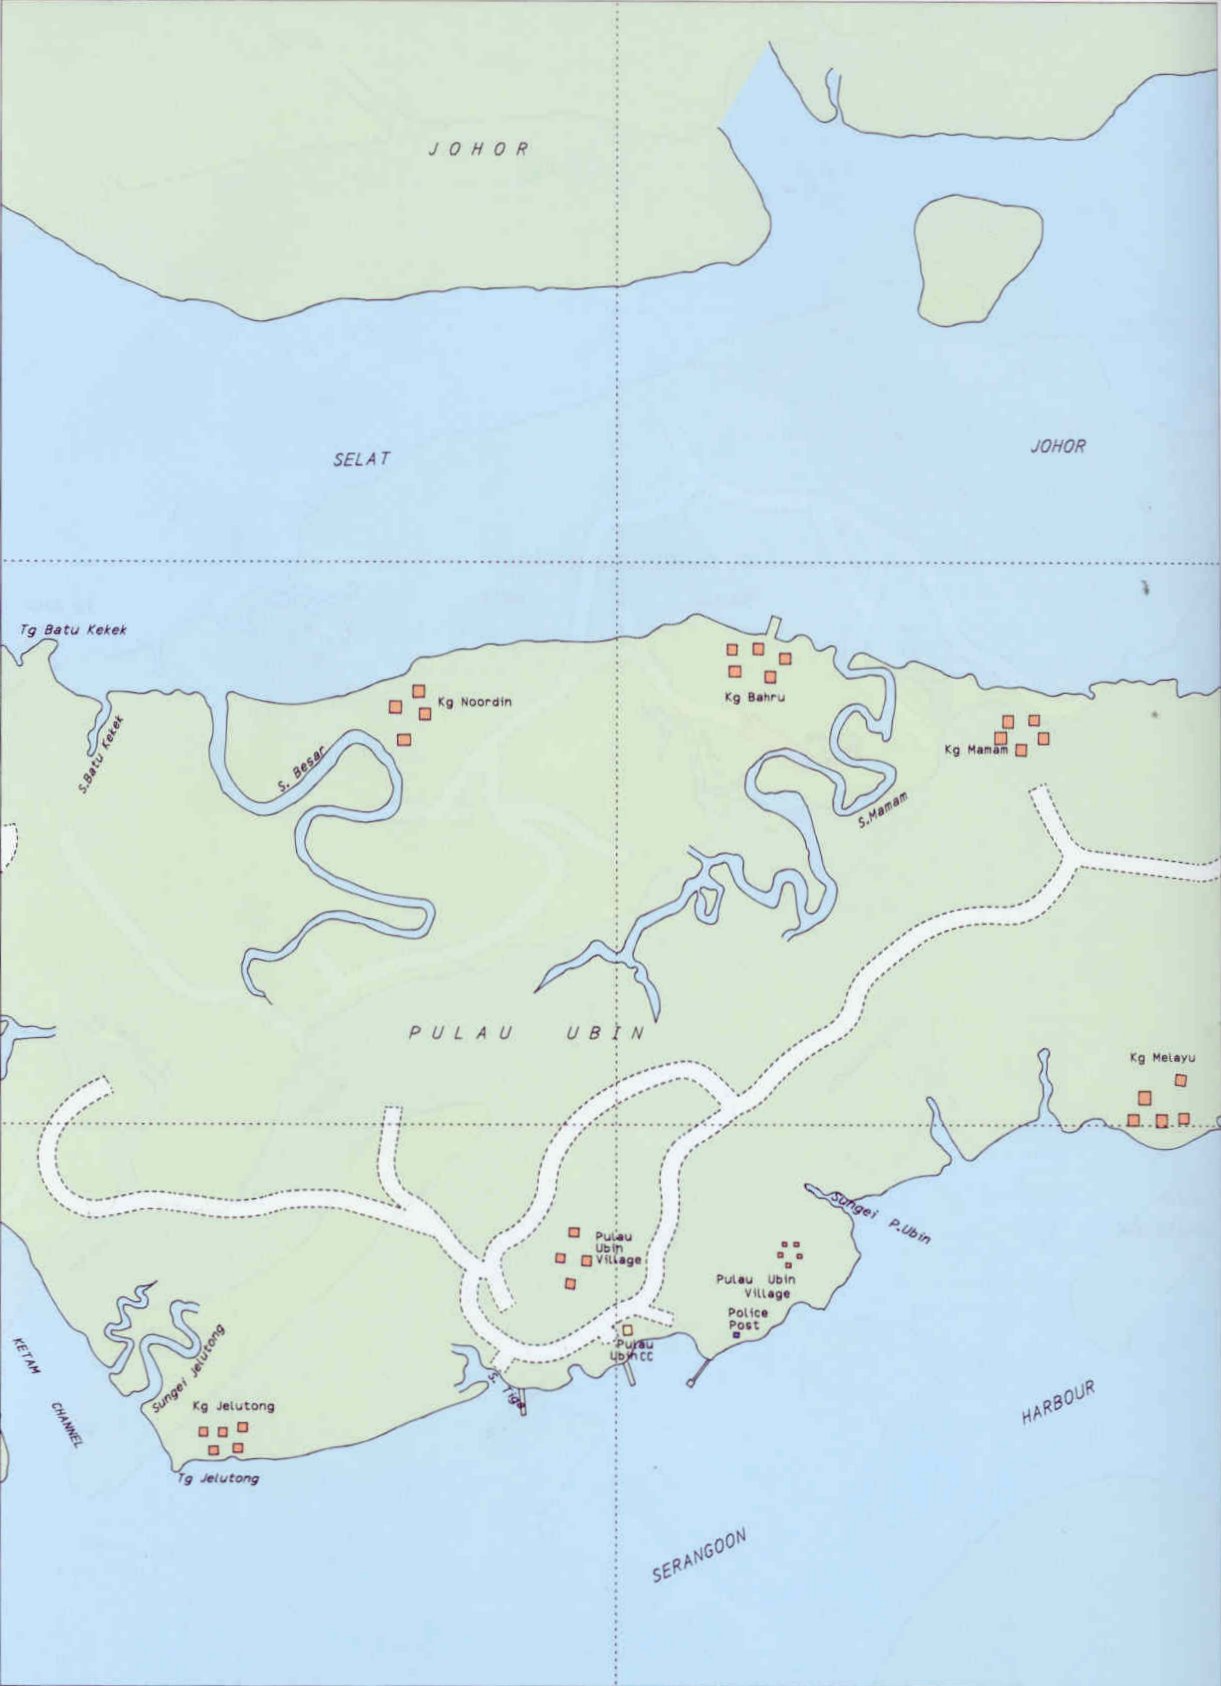 JOHOR
SELAT
JOHOR
Tg Batu Kekek
Kg Noordin
Kg Bahru
S.Batu Kekek
S. Besar
Kg Mamam
S.Mamam
PULAU UBIN
Kg Melayu
Sungei P.Ubin
Pulau
Ubin
Village
Pulau Ubin
Village
Police
Post
Pulau
Ubin CC
KETAM
CHANNEL
Sungei Jelutong
S. Tiga
Kg Jelutong
Tg Jelutong
HARBOUR
SERANGOON